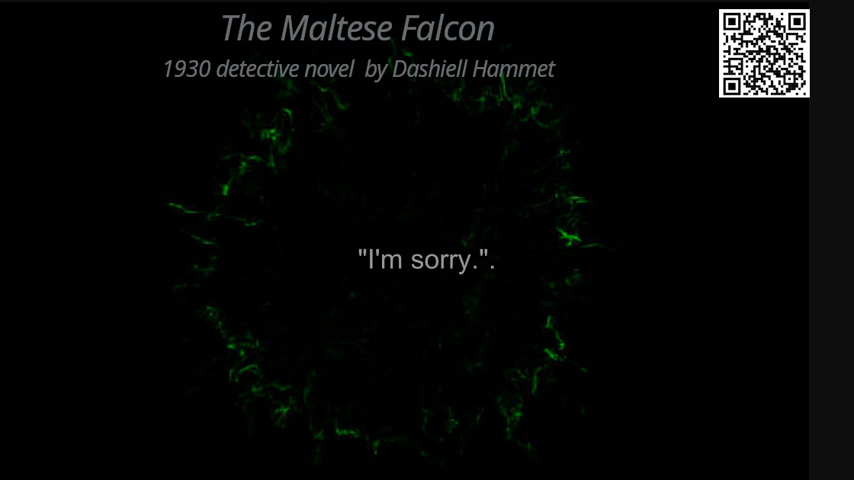 The Maltese Falcon
1930 detective novel  by Dashiell Hammet
"I'm sorry.".